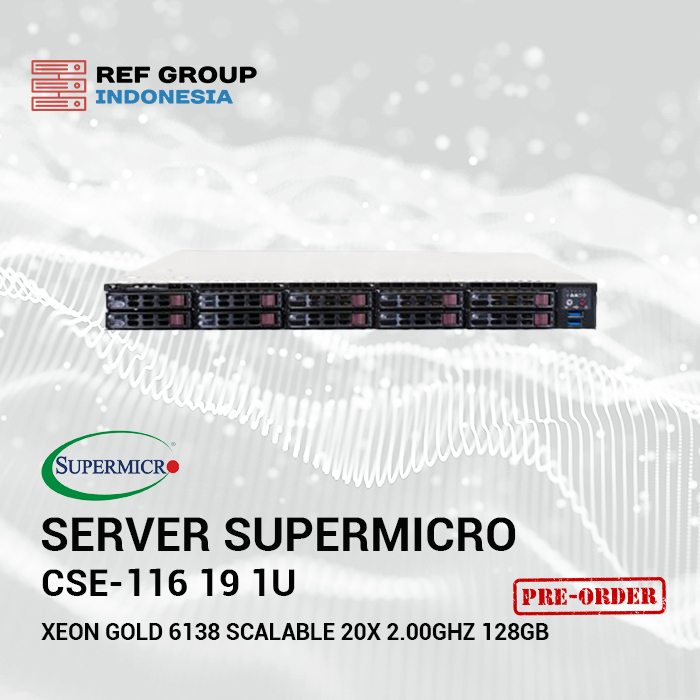 REF GROUP
INDONESIA
SUPERMICRO
SERVER SUPERMICRO
CSE-116 19 1U
PRE-ORDER
XEON GOLD 6138 SCALABLE 20X 2.00GHZ 128GB